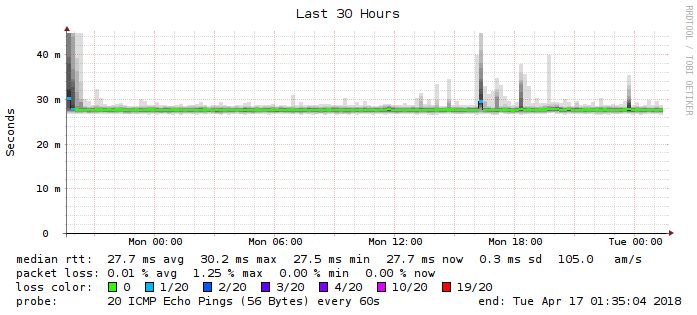 Last 30 Hours
RRDTOOL / TOBI OETIKER
Seconds
40 m
30 m
20 m
10 m
0
Mon 00:00 Mon 06:00 Mon 12:00 Mon 18:00 Tue 00:00
median rtt: 27.7 ms avg 30.2 ms max 27.5 ms min 27.7 ms now 0.3 ms sd 105.0 am/s
packet loss: 0.01 % avg 1.25 % max 0.00 % min 0.00 % now
loss color: 0 1/20 2/20 3/20 4/20 10/20 19/20
probe: 20 ICMP Echo Pings (56 Bytes) every 60s end: Tue Apr 17 01:35:04 2018